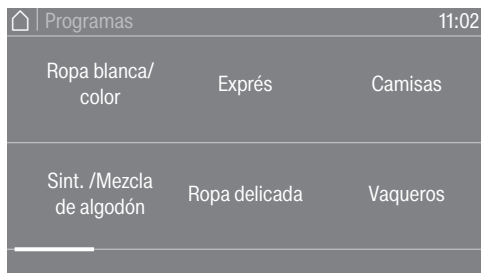 Programas 11:02
Ropa blanca/
color
Exprés
Camisas
Sint. /Mezcla
de algodón
Ropa delicada
Vaqueros